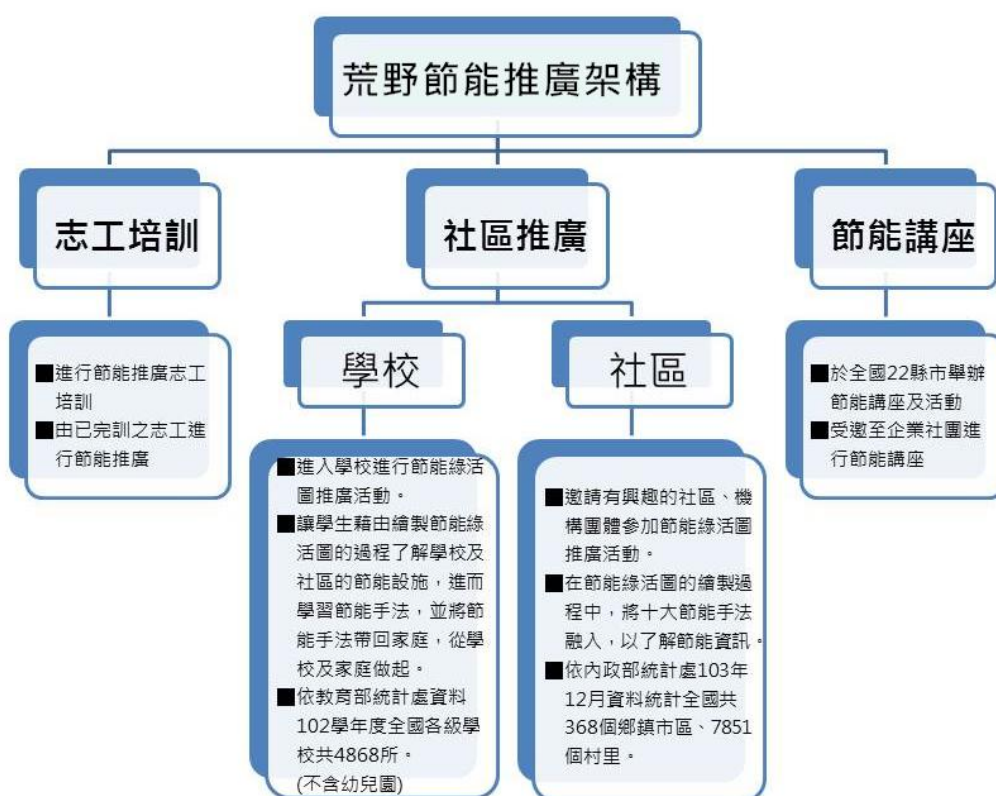 荒野節能推廣架構
志工培訓
■進行節能推廣志工
培訓
■由已完訓之志工進
行節能推廣
社區推廣
學校
■進入學校進行節能綠活
圖推廣活動。
■讓學生藉由繪製節能綠
活圖的過程了解學校及
社區的節能設施，進而
學習節能手法，並將節
能手法帶回家庭，從學
校及家庭做起。
■依教育部統計處資料
102學年度全國各級學
校共4868所。
(不含幼兒園)
社區
■邀請有興趣的社區、機
構團體參加節能綠活圖
推廣活動。
■在節能綠活圖的繪製過
程中，將十大節能手法
融入，以了解節能資訊。
■依內政部統計處103年
12月資料統計全國共
368個鄉鎮市區、7851
個村里。
節能講座
■於全國22縣市舉辦
節能講座及活動
■受邀至企業社團進
行節能講座